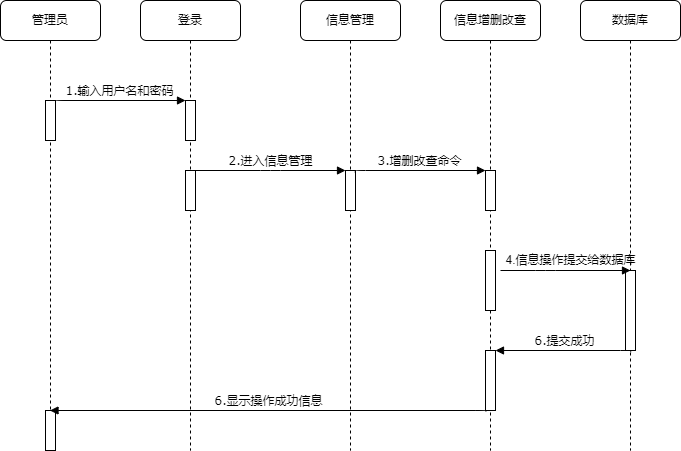 管理员
登录
信息管理
信息增删改查
数据库
1.输入用户名和密码
2.进入信息管理
3.增删改查命令
4.信息操作提交给数据库
6.提交成功
6.显示操作成功信息